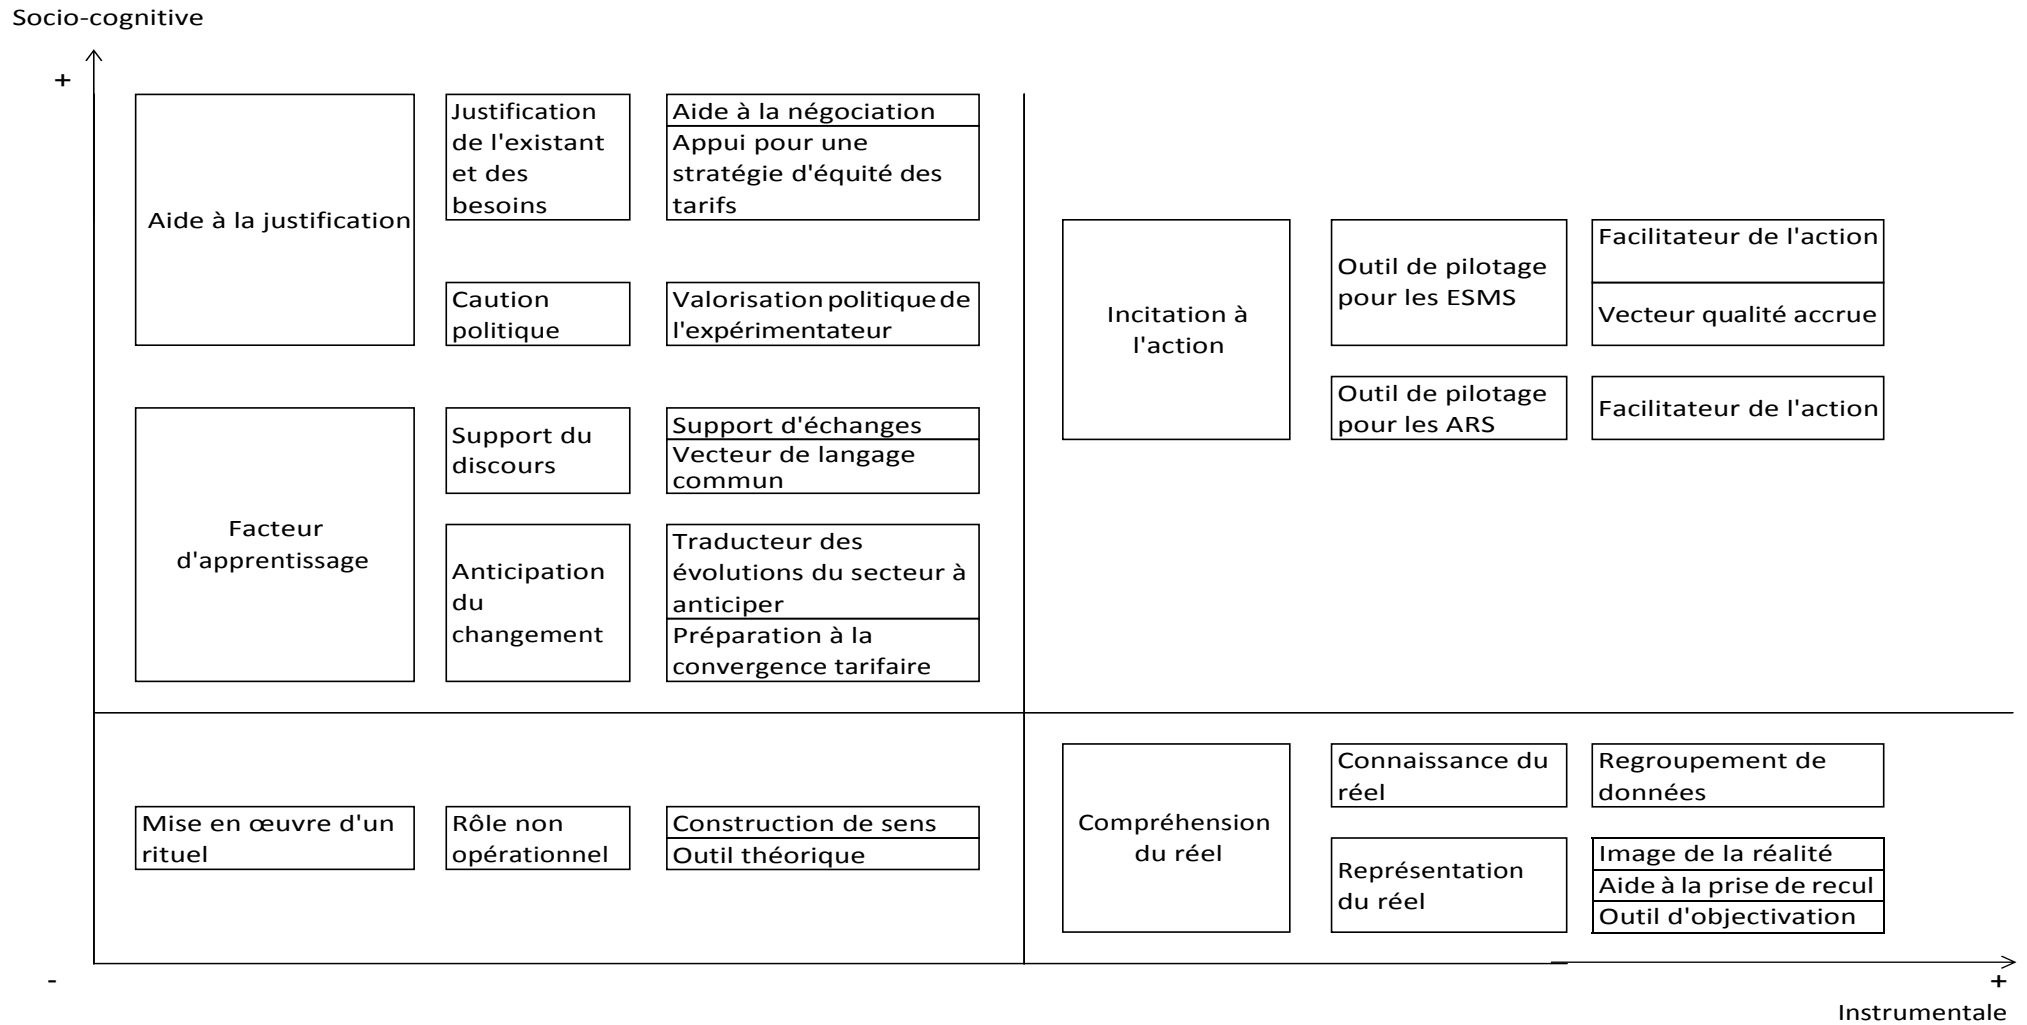 Socio-cognitive
+
Aide à la justification
Justification
de l'existant
et des
besoins
Aide à la négociation
Appui pour une
stratégie d'équité des
tarifs
Caution
politique
Valorisation politique de
l'expérimentateur
Facteur
d'apprentissage
Support du
discours
Support d'échanges
Vecteur de langage
commun
Anticipation
du
changement
Traducteur des
évolutions du secteur à
anticiper
Préparation à la
convergence tarifaire
Incitation à
l'action
Outil de pilotage
pour les ESMS
Facilitateur de l'action
Vecteur qualité accrue
Outil de pilotage
pour les ARS
Facilitateur de l'action
Mise en œuvre d'un
rituel
Rôle non
opérationnel
Construction de sens
Outil théorique
Compréhension
du réel
Connaissance du
réel
Regroupement de
données
Représentation
du réel
Image de la réalité
Aide à la prise de recul
Outil d'objectivation
-
+
Instrumentale